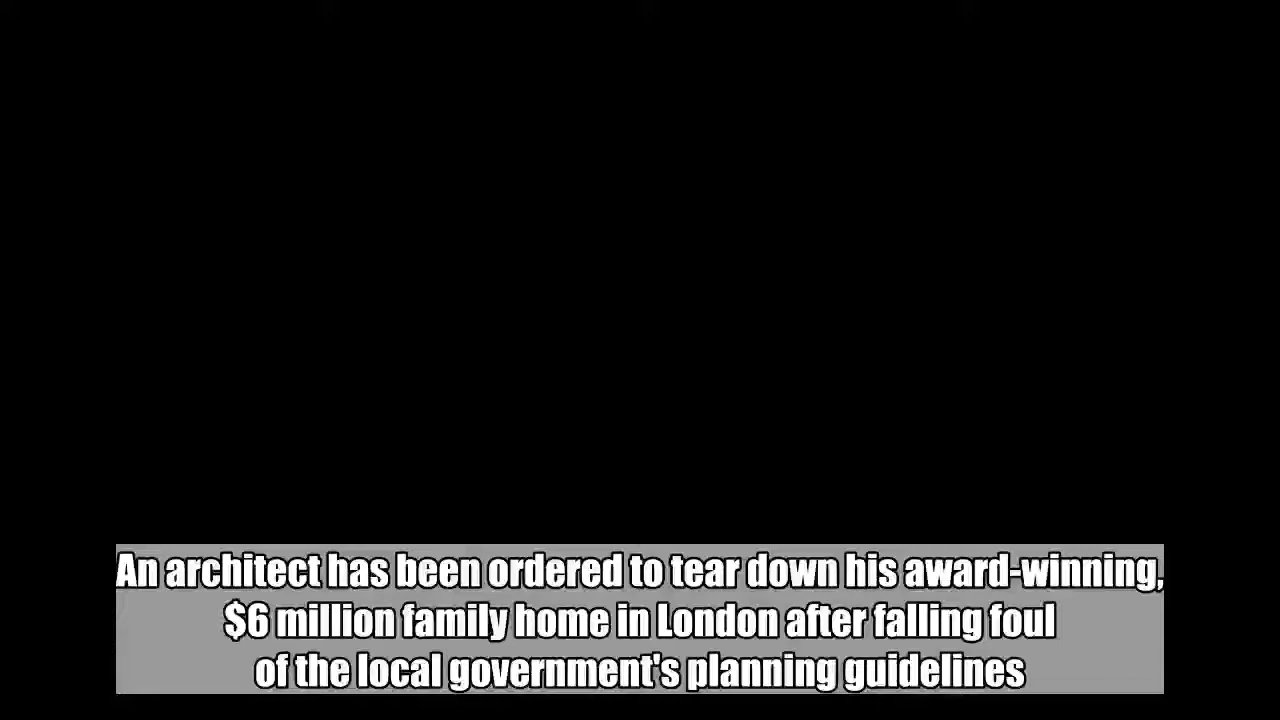 An architect has been ordered to tear down his award-winning,
$6 million family home in London after falling foul
of the local government's planning guidelines